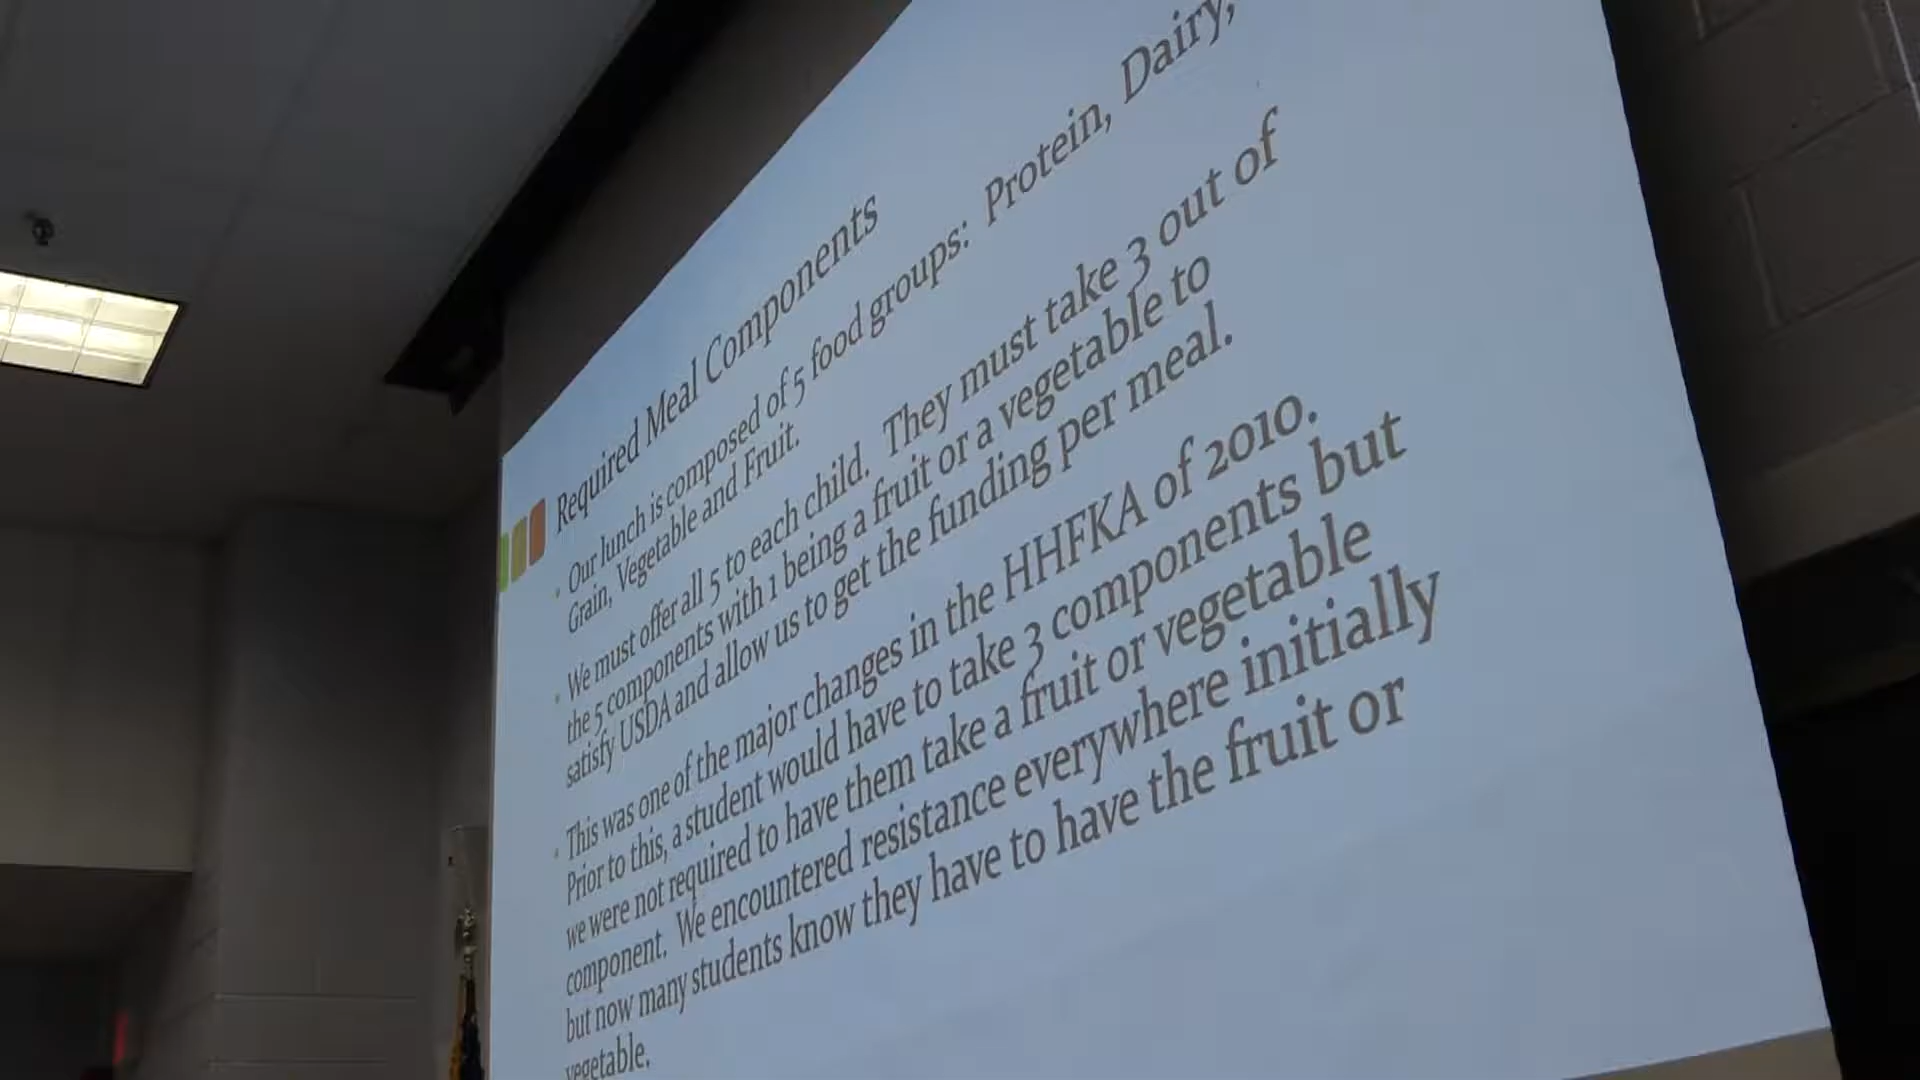 Required Meal Components
Our lunch is composed of 5 food groups: Protein, Dairy,
Grain, Vegetable and Fruit.
We must offer all 5 to each child. They must take 3 out of
the 5 components with 1 being a fruit or a vegetable to
satisfy USDA and allow us to get the funding per meal.
This was one of the major changes in the HHFKA of 2010.
Prior to this, a student would have to take 3 components but
we were not required to have them take a fruit or vegetable
component. We encountered resistance everywhere initially
but now many students know they have to have the fruit or
vegetable.